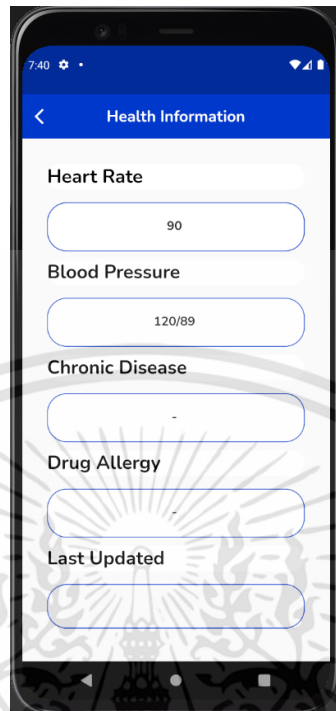 7:40
Health Information
Heart Rate
90
Blood Pressure
120/89
Chronic Disease
-
Drug Allergy
-
Last Updated